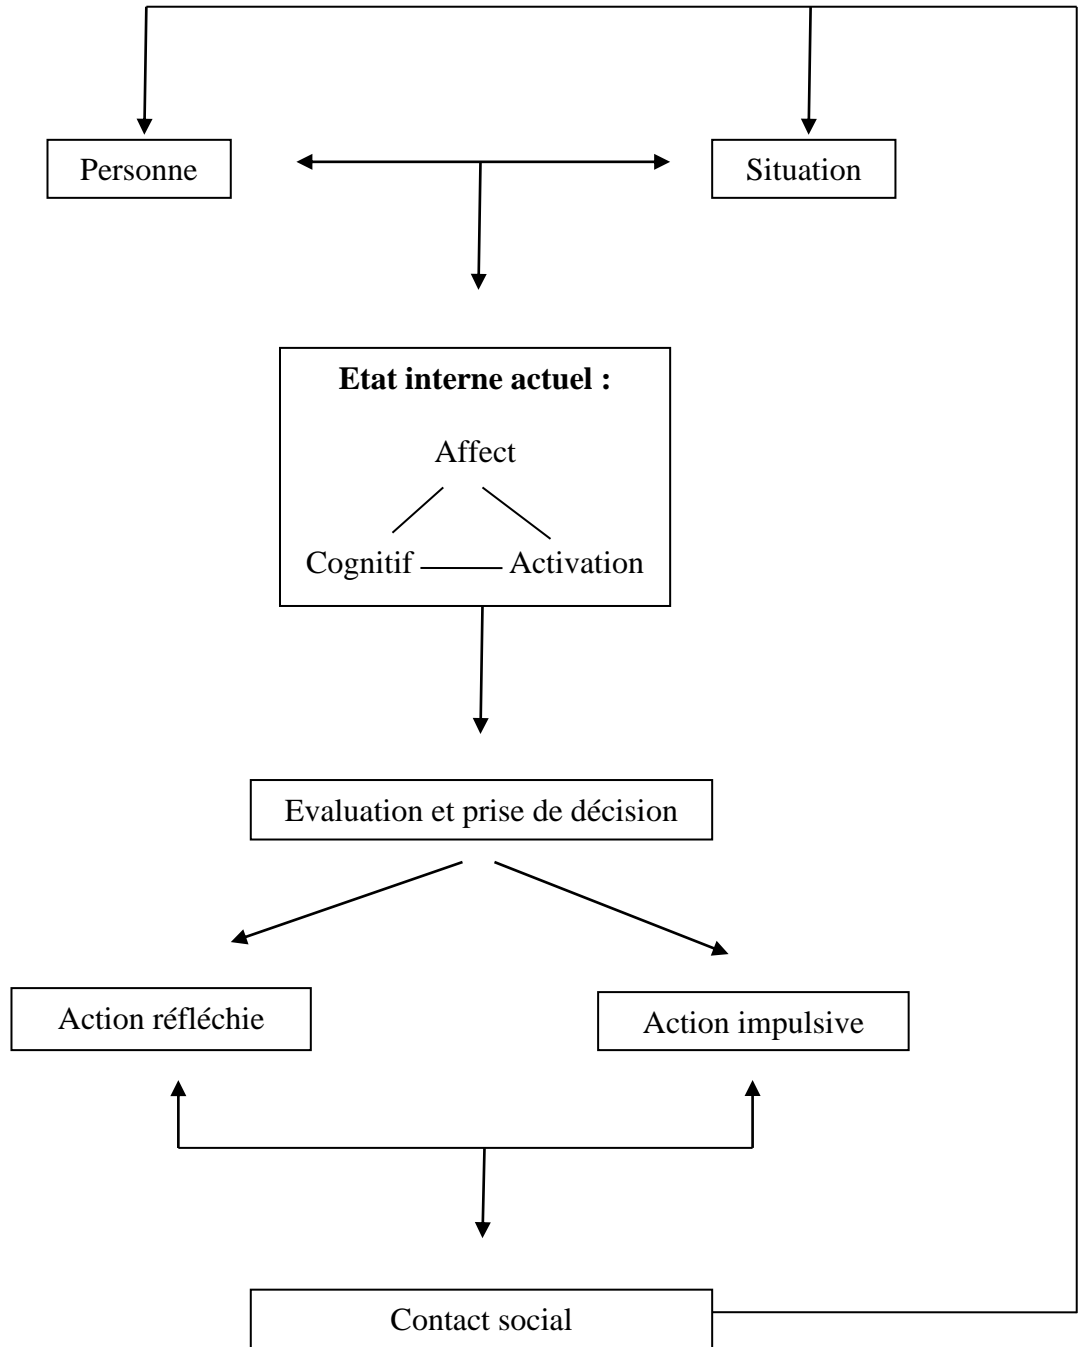 Personne
Situation
Etat interne actuel :
Affect
Cognitif
Activation
Evaluation et prise de décision
Action réfléchie
Action impulsive
Contact social